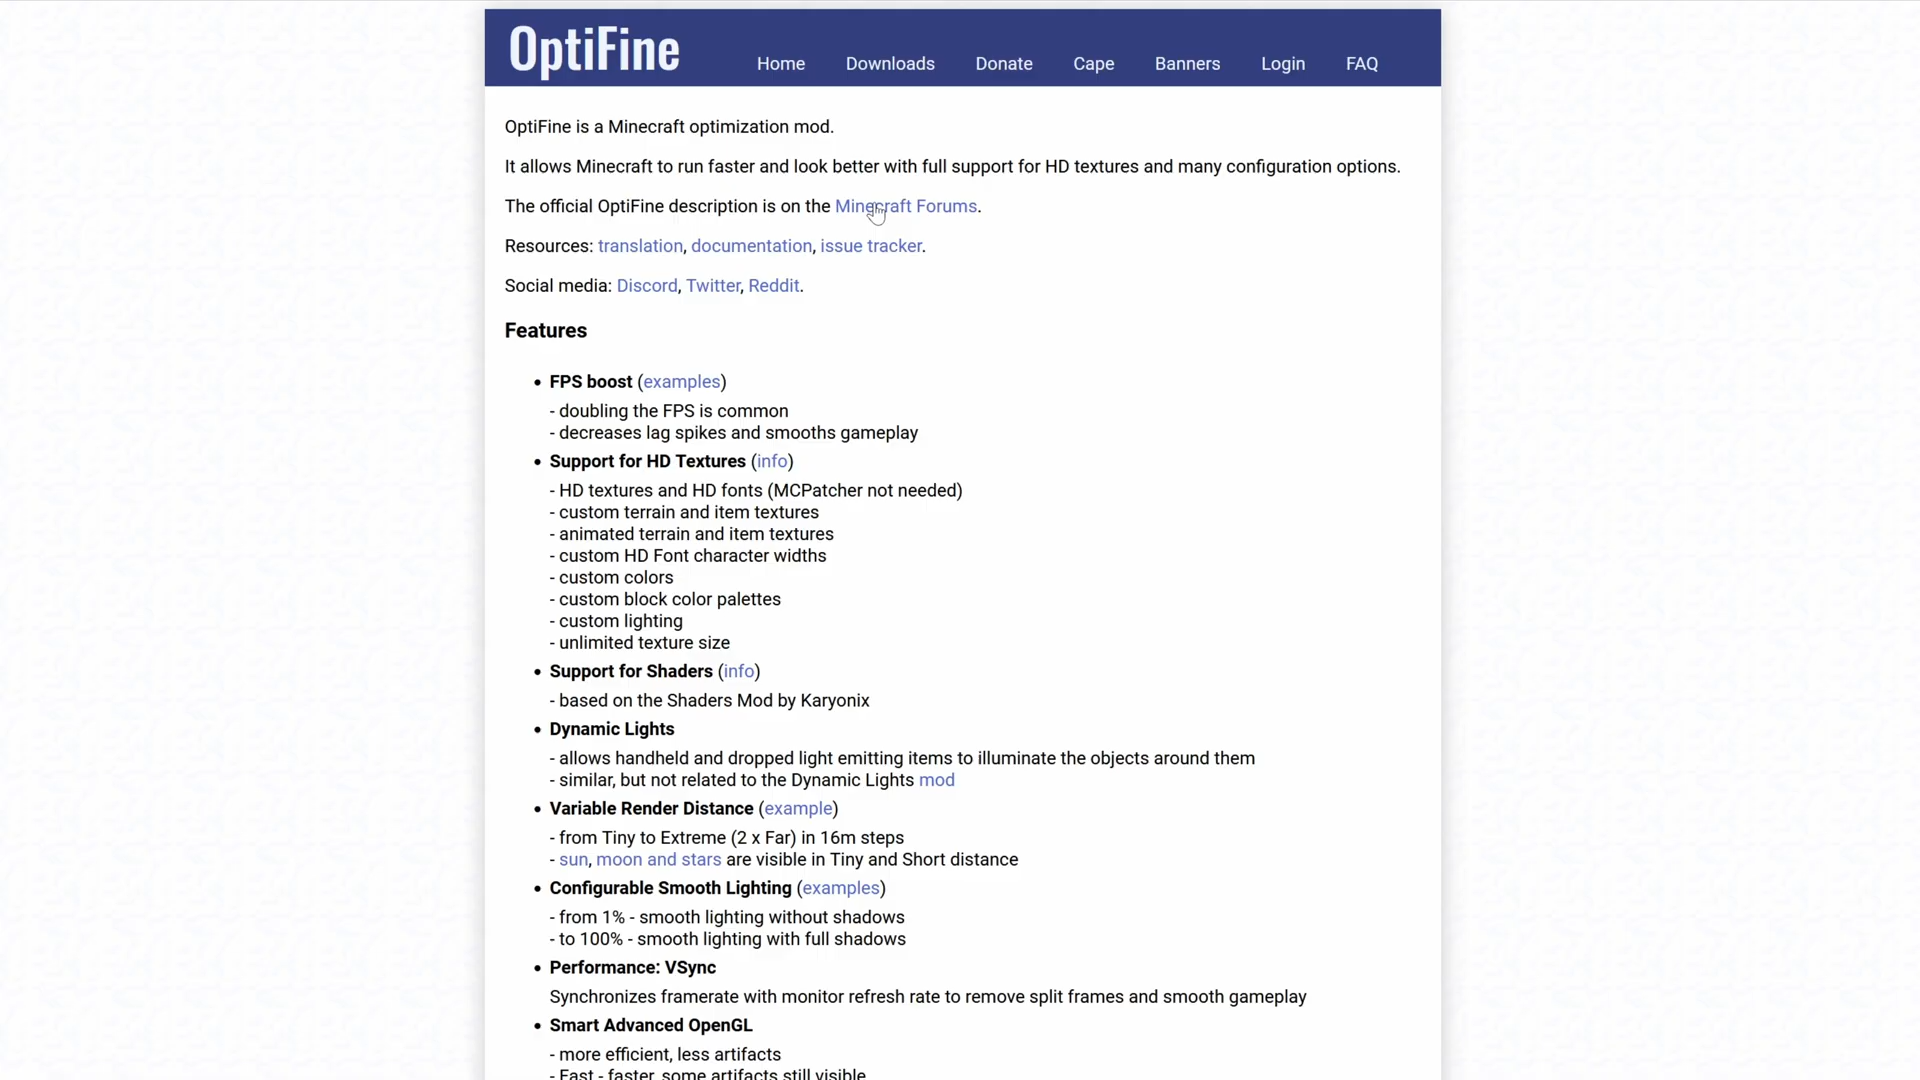 OptiFine
Home Downloads Donate Cape Banners Login FAQ
OptiFine is a Minecraft optimization mod.
It allows Minecraft to run faster and look better with full support for HD textures and many configuration options.
The official OptiFine description is on the Minecraft Forums.
Resources: translation, documentation, issue tracker.
Social media: Discord, Twitter, Reddit.
Features
• FPS boost (examples)
- doubling the FPS is common
- decreases lag spikes and smooths gameplay
• Support for HD Textures (info)
- HD textures and HD fonts (MCPatcher not needed)
- custom terrain and item textures
- animated terrain and item textures
- custom HD Font character widths
- custom colors
- custom block color palettes
- custom lighting
- unlimited texture size
• Support for Shaders (info)
- based on the Shaders Mod by Karyonix
• Dynamic Lights
- allows handheld and dropped light emitting items to illuminate the objects around them
- similar, but not related to the Dynamic Lights mod
• Variable Render Distance (example)
- from Tiny to Extreme (2 x Far) in 16m steps
- sun, moon and stars are visible in Tiny and Short distance
• Configurable Smooth Lighting (examples)
- from 1% - smooth lighting without shadows
- to 100% - smooth lighting with full shadows
• Performance: VSync
Synchronizes framerate with monitor refresh rate to remove split frames and smooth gameplay
• Smart Advanced OpenGL
- more efficient, less artifacts
- Fast - faster, some artifacts still visible